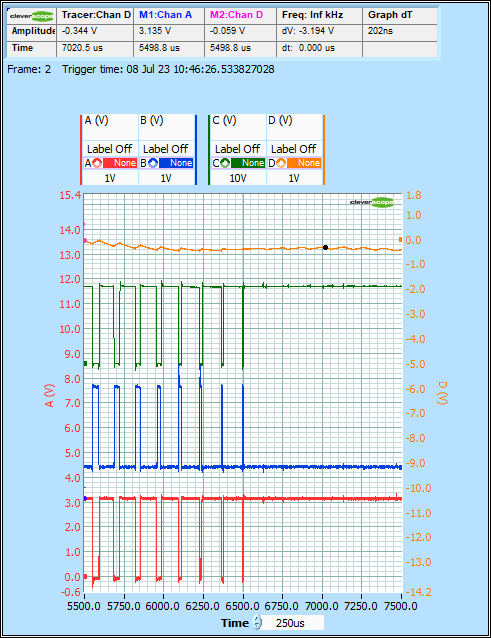 cleverscope Tracer:Chan D M1:Chan A M2:Chan D Freq: Inf kHz Graph dT
Amplitude -0.344 V 3.135 V -0.059 V dV: -3.194 V 202ns
Time 7020.5 us 5498.8 us 5498.8 us dt: 0.000 us
Frame: 2 Trigger time: 08 Jul 23 10:46:26.533827028
A (V) B (V) C (V) D (V)
Label Off Label Off Label Off Label Off
A None B None C None D None
1V 1V 10V 1V
cleverscope
15.4
14.0
13.0
12.0
11.0
10.0
9.0
8.0
7.0
6.0
5.0
4.0
3.0
2.0
1.0
0.0
-0.6
A (V)
1.8
1.0
0.0
-1.0
-2.0
-3.0
-4.0
-5.0
-6.0
-7.0
-8.0
-9.0
-10.0
-11.0
-12.0
-13.0
-14.2
D (V)
5500.0 5750.0 6000.0 6250.0 6500.0 6750.0 7000.0 7250.0 7500.0
Time 250us